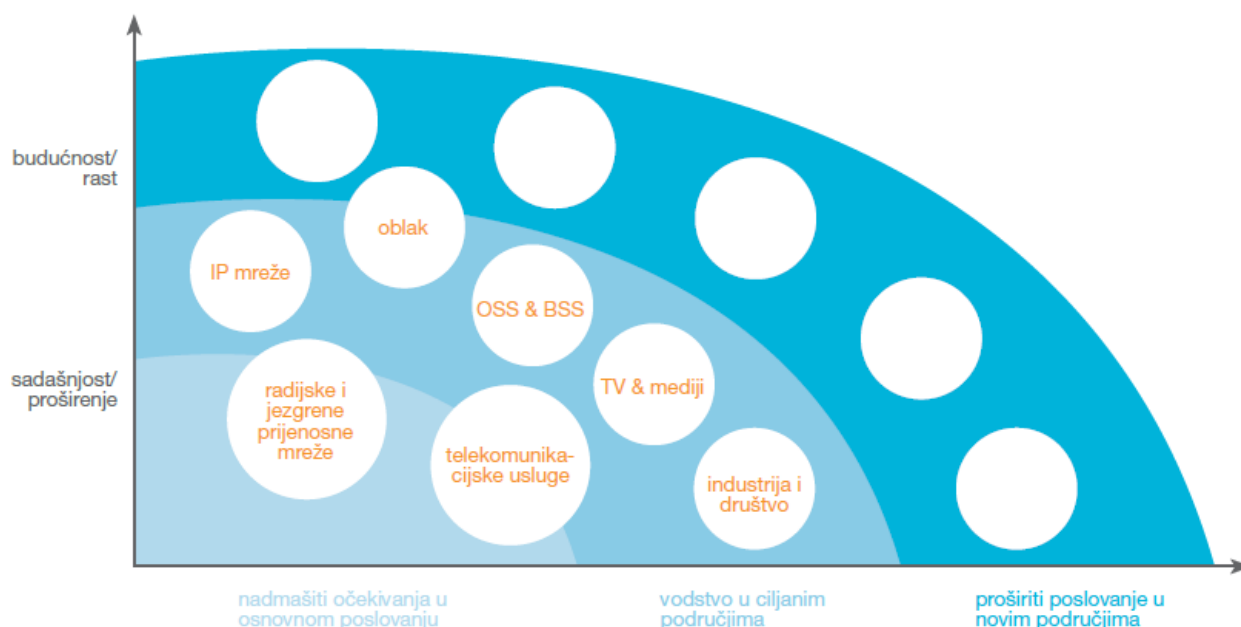 budućnost/
rast
oblak
IP mreže
OSS & BSS
sadašnjost/
proširenje
TV & mediji
radijske i
jezgrene
prijenosne
mreže
telekomunika-
cijske usluge
industrija i
društvo
nadmašiti očekivanja u
osnovnom poslovanju
vodstvo u ciljanim
područjima
proširiti poslovanje u
novim područjima